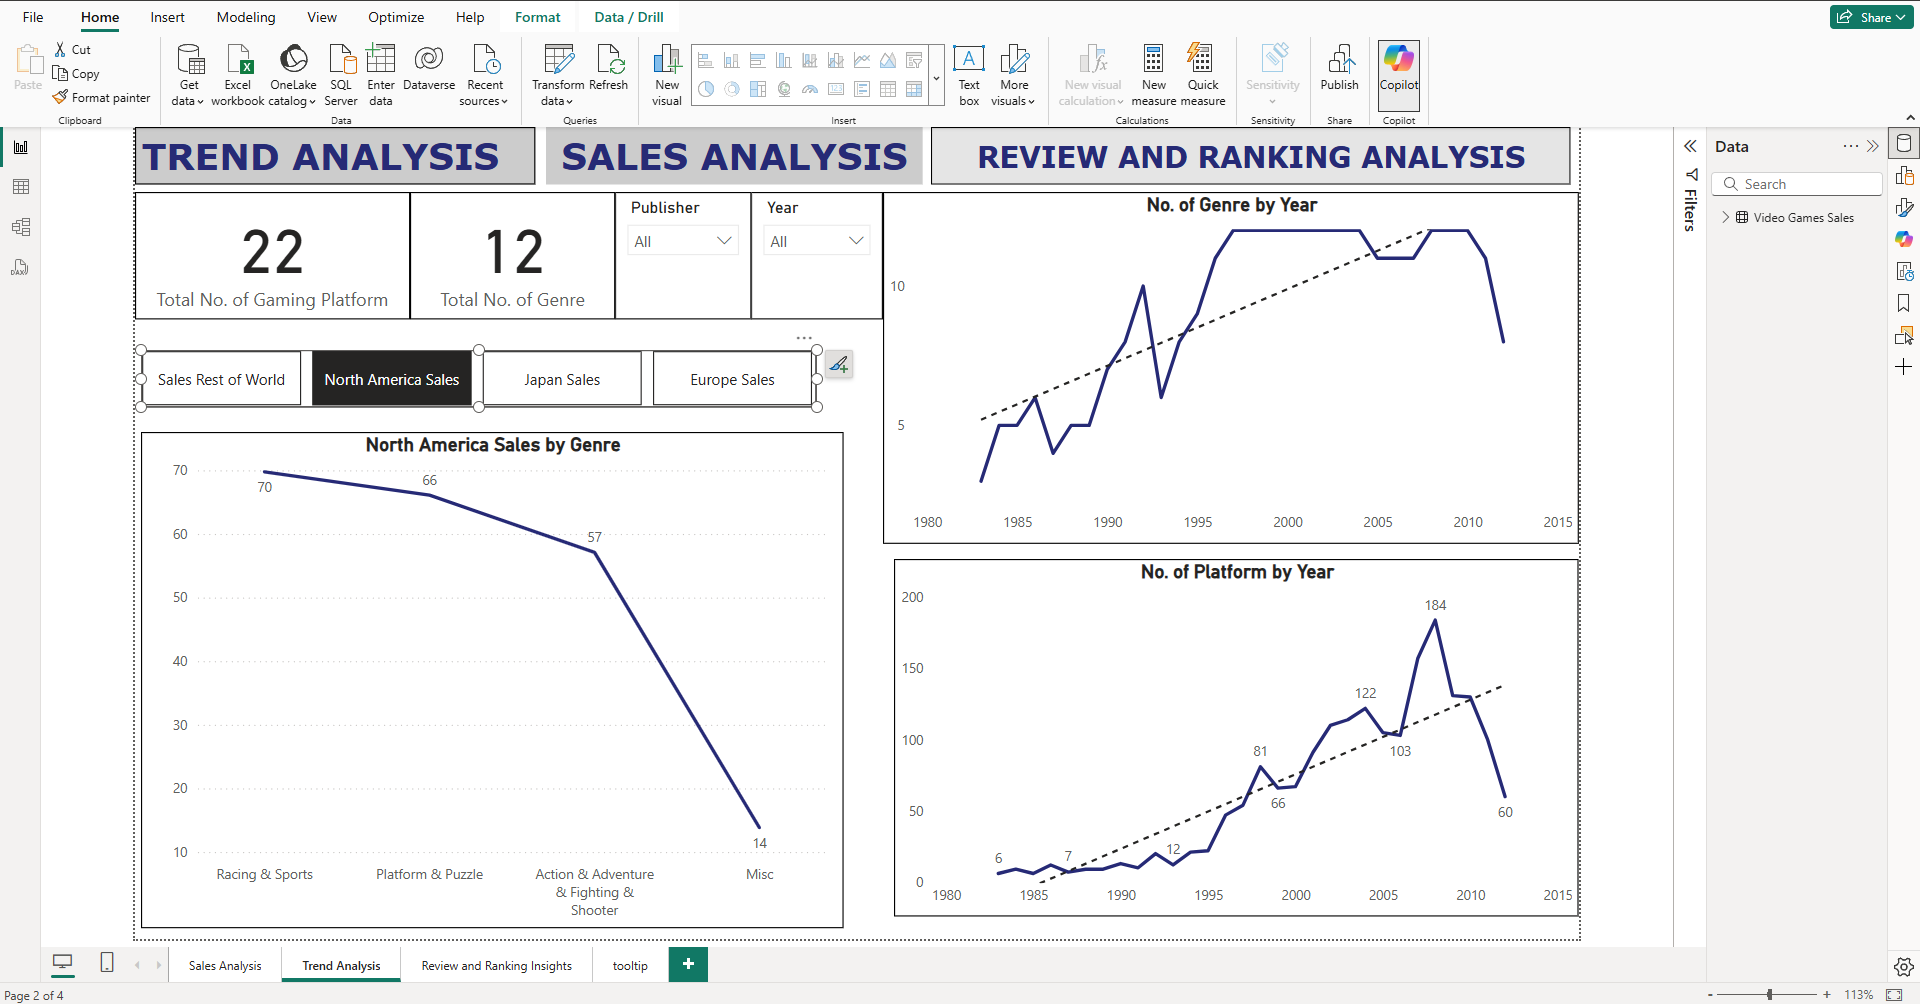 File Home Insert Modeling View Optimize Help Format Data / Drill Share
Paste
Cut
Copy
Format painter
Clipboard
Get data
Excel workbook
OneLake catalog
SQL Server
Enter data
Dataverse
Recent sources
Data
Transform data
Refresh
Queries
New visual
Text box
More visuals
Insert
New visual calculation
New measure
Quick measure
Calculations
Sensitivity
Sensitivity
Publish
Share
Copilot
Copilot
TREND ANALYSIS
SALES ANALYSIS
REVIEW AND RANKING ANALYSIS
22
Total No. of Gaming Platform
12
Total No. of Genre
Publisher
All
Year
All
Sales Rest of World
North America Sales
Japan Sales
Europe Sales
North America Sales by Genre
70
60
50
40
30
20
10
70
66
57
14
Racing & Sports
Platform & Puzzle
Action & Adventure
& Fighting &
Shooter
Misc
No. of Genre by Year
10
5
1980 1985 1990 1995 2000 2005 2010 2015
No. of Platform by Year
200
150
100
50
0
6
7
12
81
66
122
103
184
60
1980 1985 1990 1995 2000 2005 2010 2015
Filters
Data
Search
Video Games Sales
DAX
Sales Analysis
Trend Analysis
Review and Ranking Insights
tooltip
+
Page 2 of 4
- + 113%